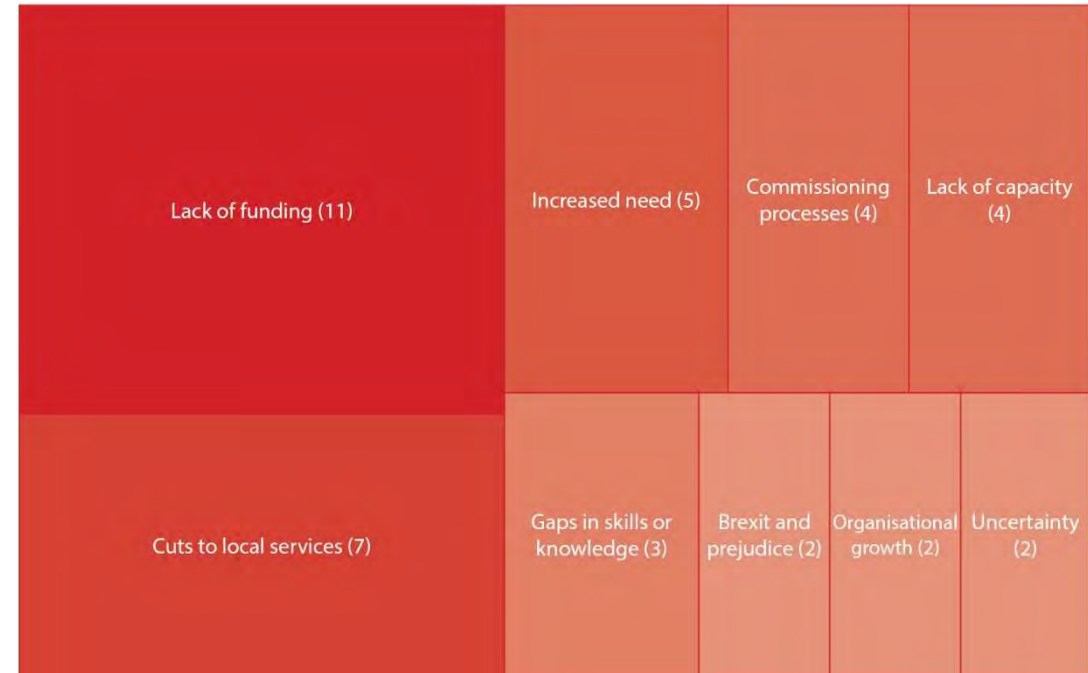 Lack of funding (11)
Increased need (5)
Commissioning
processes (4)
Lack of capacity
(4)
Cuts to local services (7)
Gaps in skills or
knowledge (3)
Brexit and
prejudice (2)
Organisational
growth (2)
Uncertainty
(2)